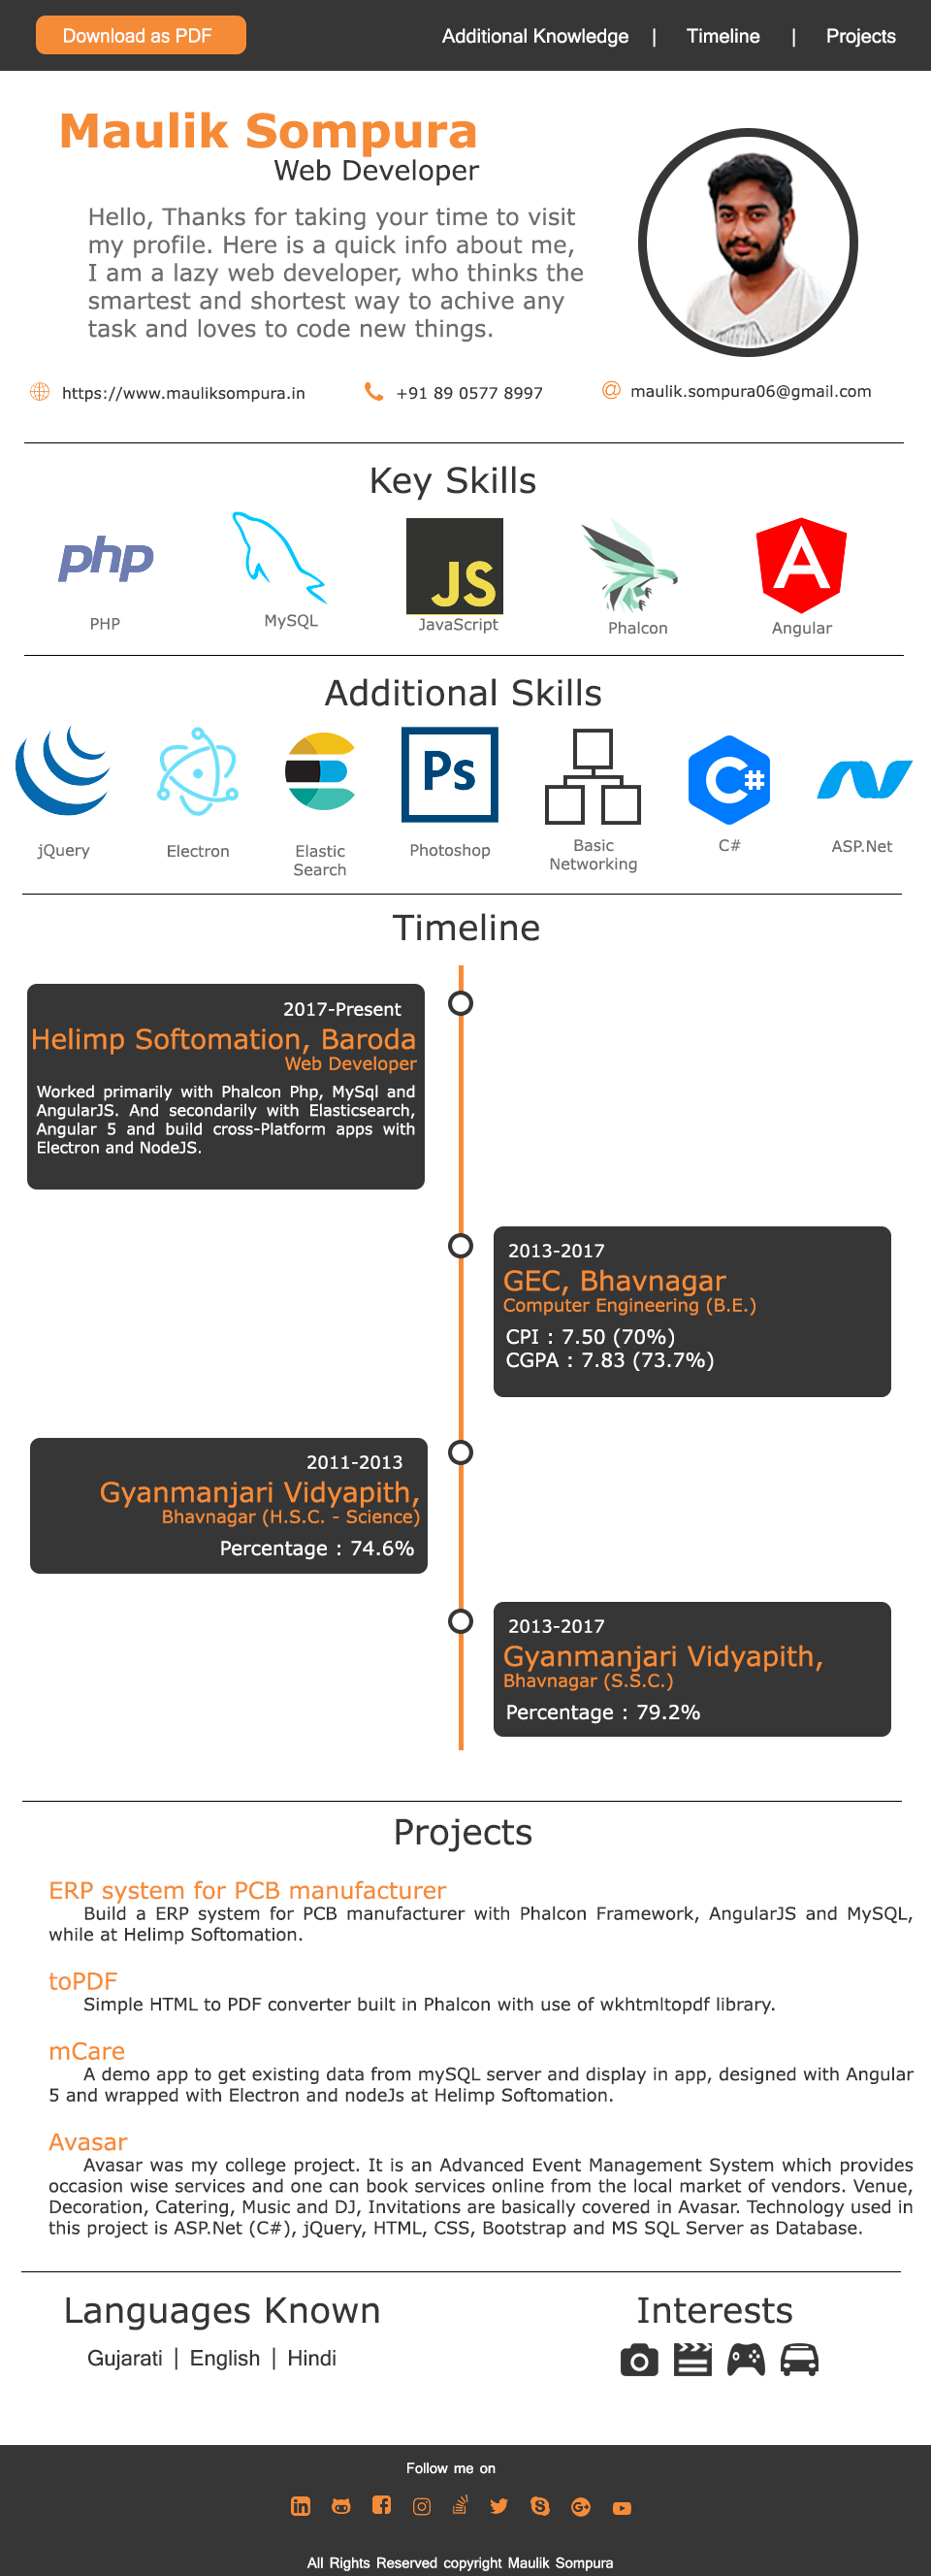 Download as PDF
Additional Knowledge | Timeline | Projects
Maulik Sompura
Web Developer
Hello, Thanks for taking your time to visit
my profile. Here is a quick info about me,
I am a lazy web developer, who thinks the
smartest and shortest way to achive any
task and loves to code new things.
https://www.mauliksompura.in
+91 89 0577 8997
maulik.sompura06@gmail.com
Key Skills
php
JS
A
PHP
MySQL
JavaScript
Phalcon
Angular
Additional Skills
Ps
C#
jQuery
Electron
Elastic
Search
Photoshop
Basic
Networking
C#
ASP.Net
Timeline
2017-Present
Helimp Softomation, Baroda
Web Developer
Worked primarily with Phalcon Php, MySql and
AngularJS. And secondarily with Elasticsearch,
Angular 5 and build cross-Platform apps with
Electron and NodeJS.
2013-2017
GEC, Bhavnagar
Computer Engineering (B.E.)
CPI : 7.50 (70%)
CGPA : 7.83 (73.7%)
2011-2013
Gyanmanjari Vidyapith,
Bhavnagar (H.S.C. - Science)
Percentage : 74.6%
2013-2017
Gyanmanjari Vidyapith,
Bhavnagar (S.S.C.)
Percentage : 79.2%
Projects
ERP system for PCB manufacturer
Build a ERP system for PCB manufacturer with Phalcon Framework, AngularJS and MySQL,
while at Helimp Softomation.
toPDF
Simple HTML to PDF converter built in Phalcon with use of wkhtmltopdf library.
mCare
A demo app to get existing data from mySQL server and display in app, designed with Angular
5 and wrapped with Electron and nodeJs at Helimp Softomation.
Avasar
Avasar was my college project. It is an Advanced Event Management System which provides
occasion wise services and one can book services online from the local market of vendors. Venue,
Decoration, Catering, Music and DJ, Invitations are basically covered in Avasar. Technology used in
this project is ASP.Net (C#), jQuery, HTML, CSS, Bootstrap and MS SQL Server as Database.
Languages Known
Gujarati | English | Hindi
Interests
Follow me on
All Rights Reserved copyright Maulik Sompura